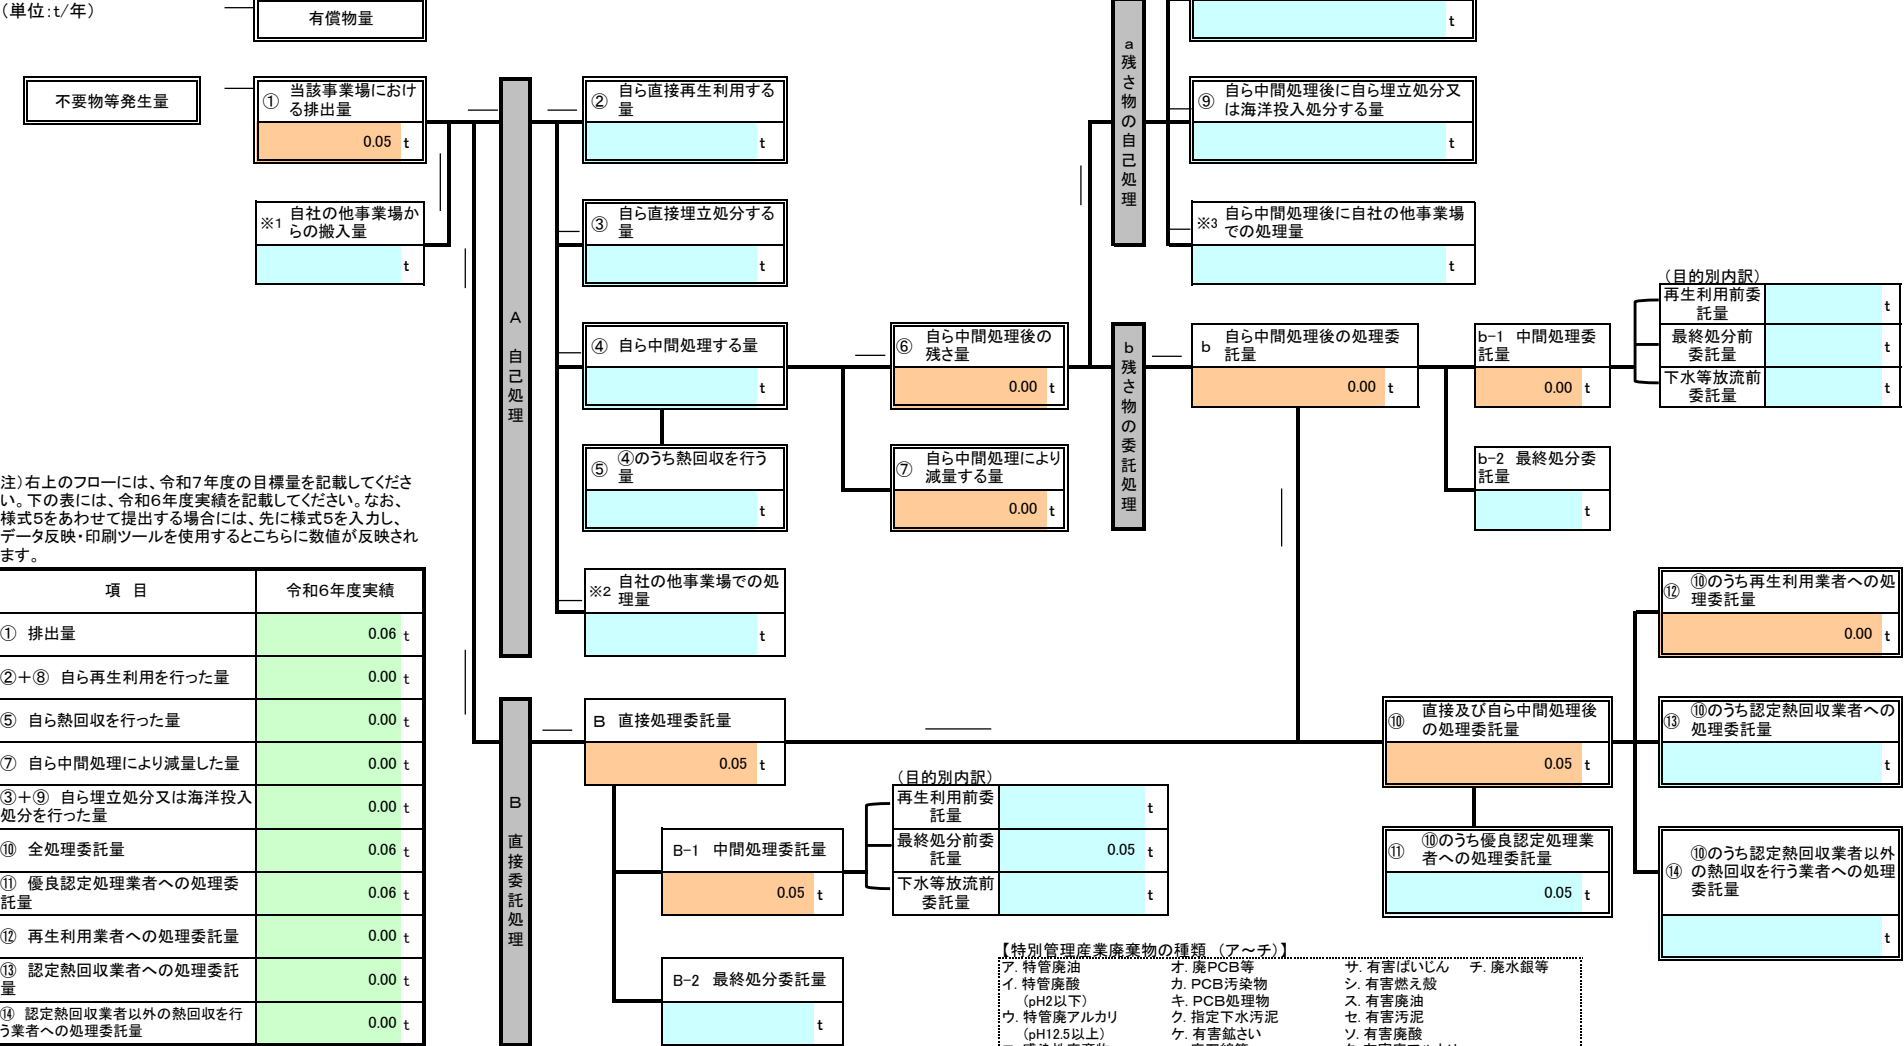 （単位：t/年）
有償物量
不要物等発生量
① 当該事業場におけ
る排出量
0.05 t
※1 自社の他事業場か
らの搬入量
t
A
自
己
処
理
② 自ら直接再生利用する
量
t
③ 自ら直接埋立処分する
量
t
④ 自ら中間処理する量
t
⑤ ④のうち熱回収を行う
量
t
※2 自社の他事業場での処
理量
t
⑥ 自ら中間処理後の
残さ量
0.00 t
⑦ 自ら中間処理により
減量する量
0.00 t
a
残
さ
物
の
自
己
処
理
t
⑨ 自ら中間処理後に自ら埋立処分又
は海洋投入処分する量
t
※3 自ら中間処理後に自社の他事業場
での処理量
t
b
残
さ
物
の
委
託
処
理
b 自ら中間処理後の処理委
託量
0.00 t
b-1 中間処理委
託量
0.00 t
b-2 最終処分委
託量
t
（目的別内訳）
再生利用前委
託量
t
最終処分前
委託量
t
下水等放流前
委託量
t
注）右上のフローには、令和7年度の目標量を記載してくださ
い。下の表には、令和6年度実績を記載してください。なお、
様式5をあわせて提出する場合には、先に様式5を入力し、
データ反映・印刷ツールを使用するとこちらに数値が反映され
ます。
項 目 令和6年度実績
① 排出量 0.06 t
②＋⑧ 自ら再生利用を行った量 0.00 t
⑤ 自ら熱回収を行った量 0.00 t
⑦ 自ら中間処理により減量した量 0.00 t
③＋⑨ 自ら埋立処分又は海洋投入
処分を行った量 0.00 t
⑩ 全処理委託量 0.06 t
⑪ 優良認定処理業者への処理委
託量 0.06 t
⑫ 再生利用業者への処理委託量 0.00 t
⑬ 認定熱回収業者への処理委託
量 0.00 t
⑭ 認定熱回収業者以外の熱回収を行
う業者への処理委託量 0.00 t
B
直
接
委
託
処
理
B 直接処理委託量
0.05 t
B-1 中間処理委託量
0.05 t
B-2 最終処分委託量
t
（目的別内訳）
再生利用前委
託量
t
最終処分前委
託量
0.05 t
下水等放流前
委託量
t
⑩ 直接及び自ら中間処理後
の処理委託量
0.05 t
⑪ ⑩のうち優良認定処理業
者への処理委託量
0.05 t
⑫ ⑩のうち再生利用業者への処
理委託量
0.00 t
⑬ ⑩のうち認定熱回収業者への
処理委託量
t
⑭ ⑩のうち認定熱回収業者以外
の熱回収を行う業者への処理
委託量
t
【特別管理産業廃棄物の種類 （ア～チ）】
ア．特管廃油 オ．廃PCB等 サ．有害ばいじん チ．廃水銀等
イ．特管廃酸 カ．PCB汚染物 シ．有害燃え殻
（pH2以下） キ．PCB処理物 ス．有害廃油
ウ．特管廃アルカリ ク．指定下水汚泥 セ．有害汚泥
（pH12.5以上） ケ．有害鉱さい ソ．有害廃酸